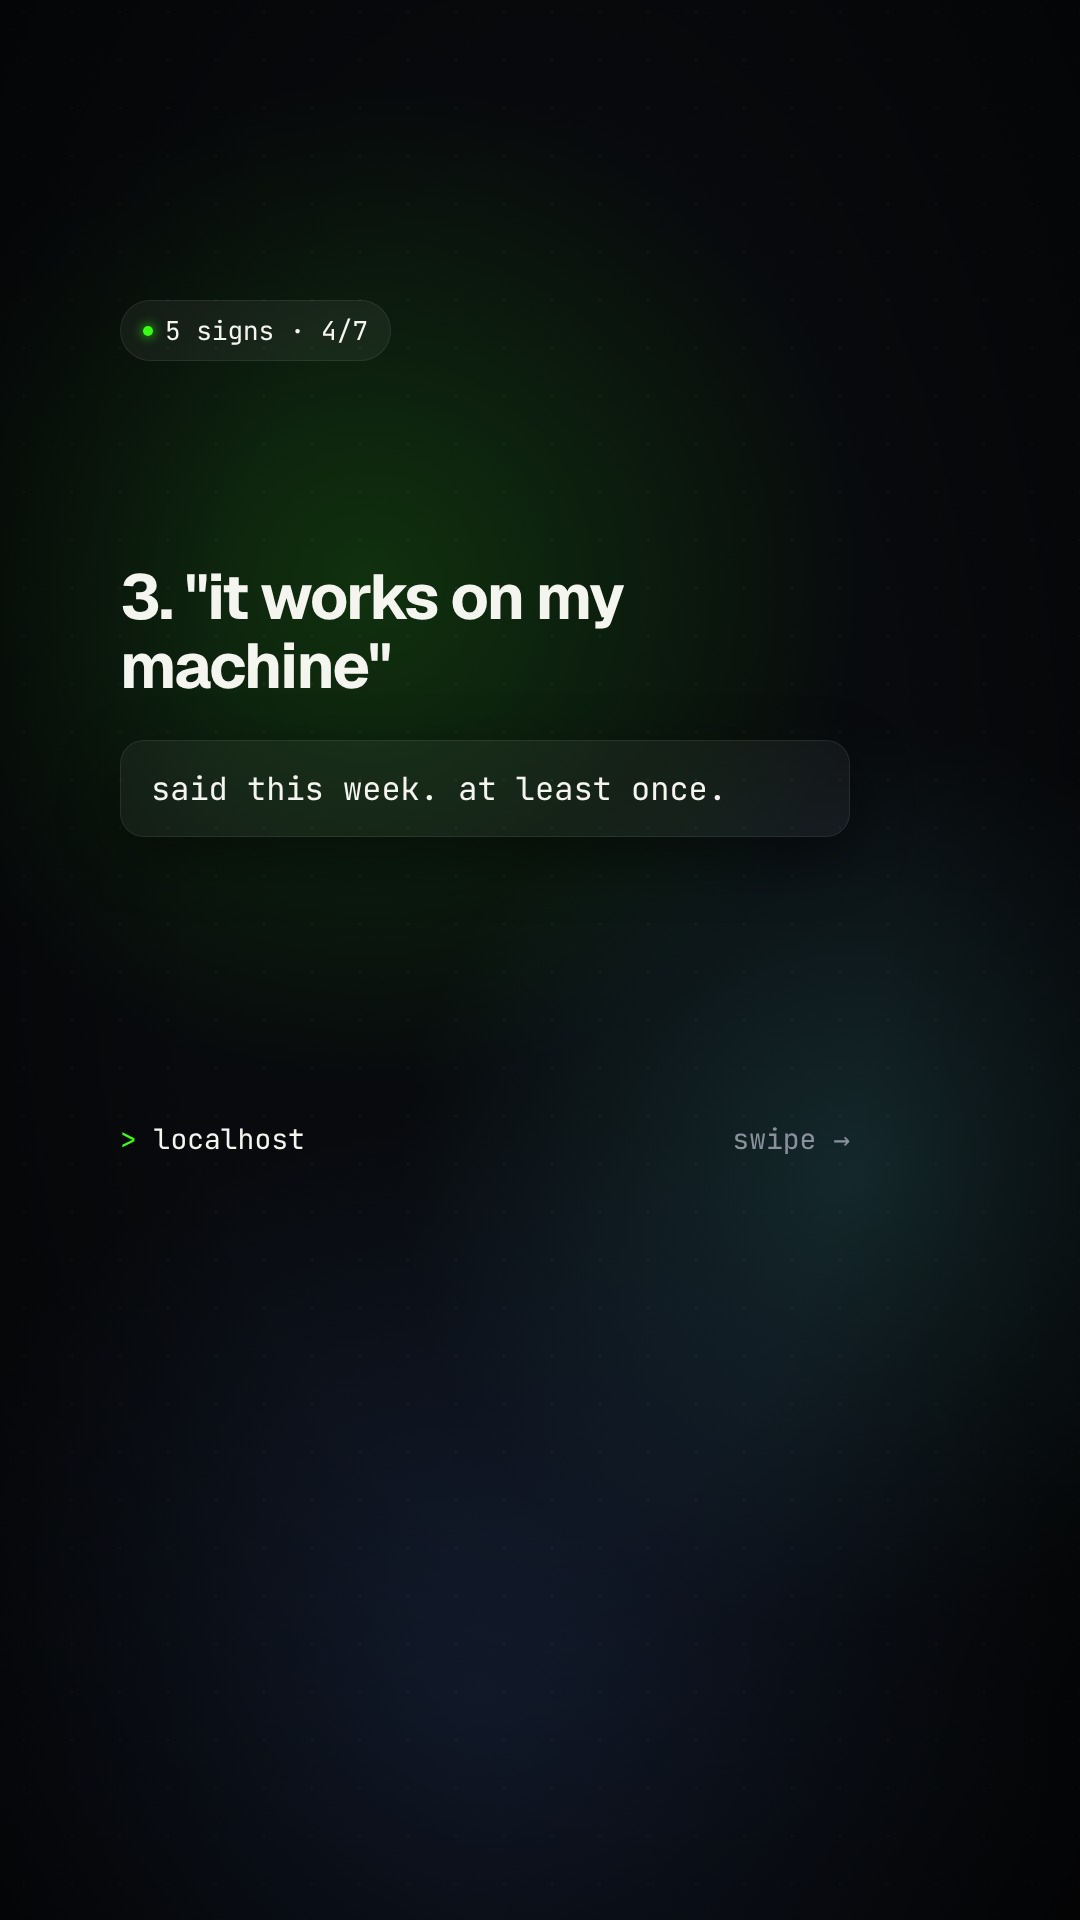 5 signs · 4/7
3. "it works on my
machine"
said this week. at least once.
> localhost
swipe →